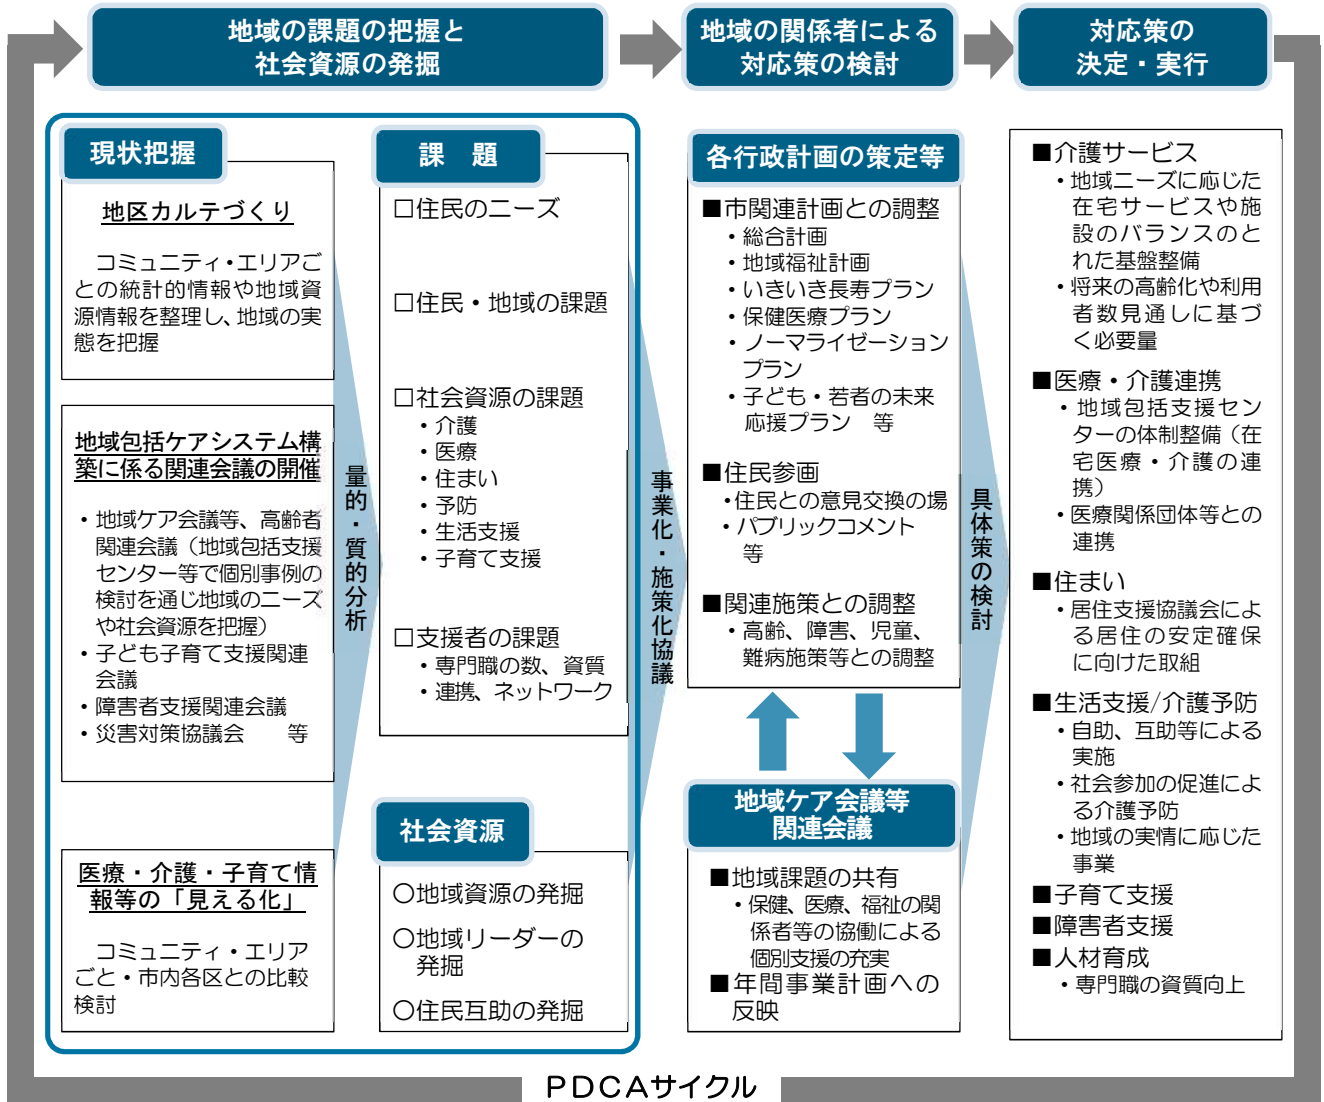 地域の課題の把握と
社会資源の発掘
地域の関係者による
対応策の検討
対応策の
決定・実行
現状把握
地区カルテづくり
コミュニティ・エリアご
との統計的情報や地域資
源情報を整理し、地域の実
態を把握
地域包括ケアシステム構
築に係る関連会議の開催
・地域ケア会議等、高齢者
関連会議（地域包括支援
センター等で個別事例の
検討を通じ地域のニーズ
や社会資源を把握）
・子ども子育て支援関連
会議
・障害者支援関連会議
・災害対策協議会　等
医療・介護・子育て情
報等の「見える化」
コミュニティ・エリア
ごと・市内各区との比較
検討
量的・質的分析
課　題
□住民のニーズ
□住民・地域の課題
□社会資源の課題
・介護
・医療
・住まい
・予防
・生活支援
・子育て支援
□支援者の課題
・専門職の数、資質
・連携、ネットワーク
社会資源
○地域資源の発掘
○地域リーダーの
発掘
○住民互助の発掘
事業化・施策化協議
各行政計画の策定等
■市関連計画との調整
・総合計画
・地域福祉計画
・いきいき長寿プラン
・保健医療プラン
・ノーマライゼーション
プラン
・子ども・若者の未来
応援プラン　等
■住民参画
・住民との意見交換の場
・パブリックコメント
等
■関連施策との調整
・高齢、障害、児童、
難病施策等との調整
地域ケア会議等
関連会議
■地域課題の共有
・保健、医療、福祉の関
係者等の協働による
個別支援の充実
■年間事業計画への
反映
具体策の検討
■介護サービス
・地域ニーズに応じた
在宅サービスや施
設のバランスのと
れた基盤整備
・将来の高齢化や利用
者数見通しに基づ
く必要量
■医療・介護連携
・地域包括支援セン
ターの体制整備（在
宅医療・介護の連
携）
・医療関係団体等との
連携
■住まい
・居住支援協議会によ
る居住の安定確保
に向けた取組
■生活支援/介護予防
・自助、互助等による
実施
・社会参加の促進によ
る介護予防
・地域の実情に応じた
事業
■子育て支援
■障害者支援
■人材育成
・専門職の資質向上
PDCAサイクル